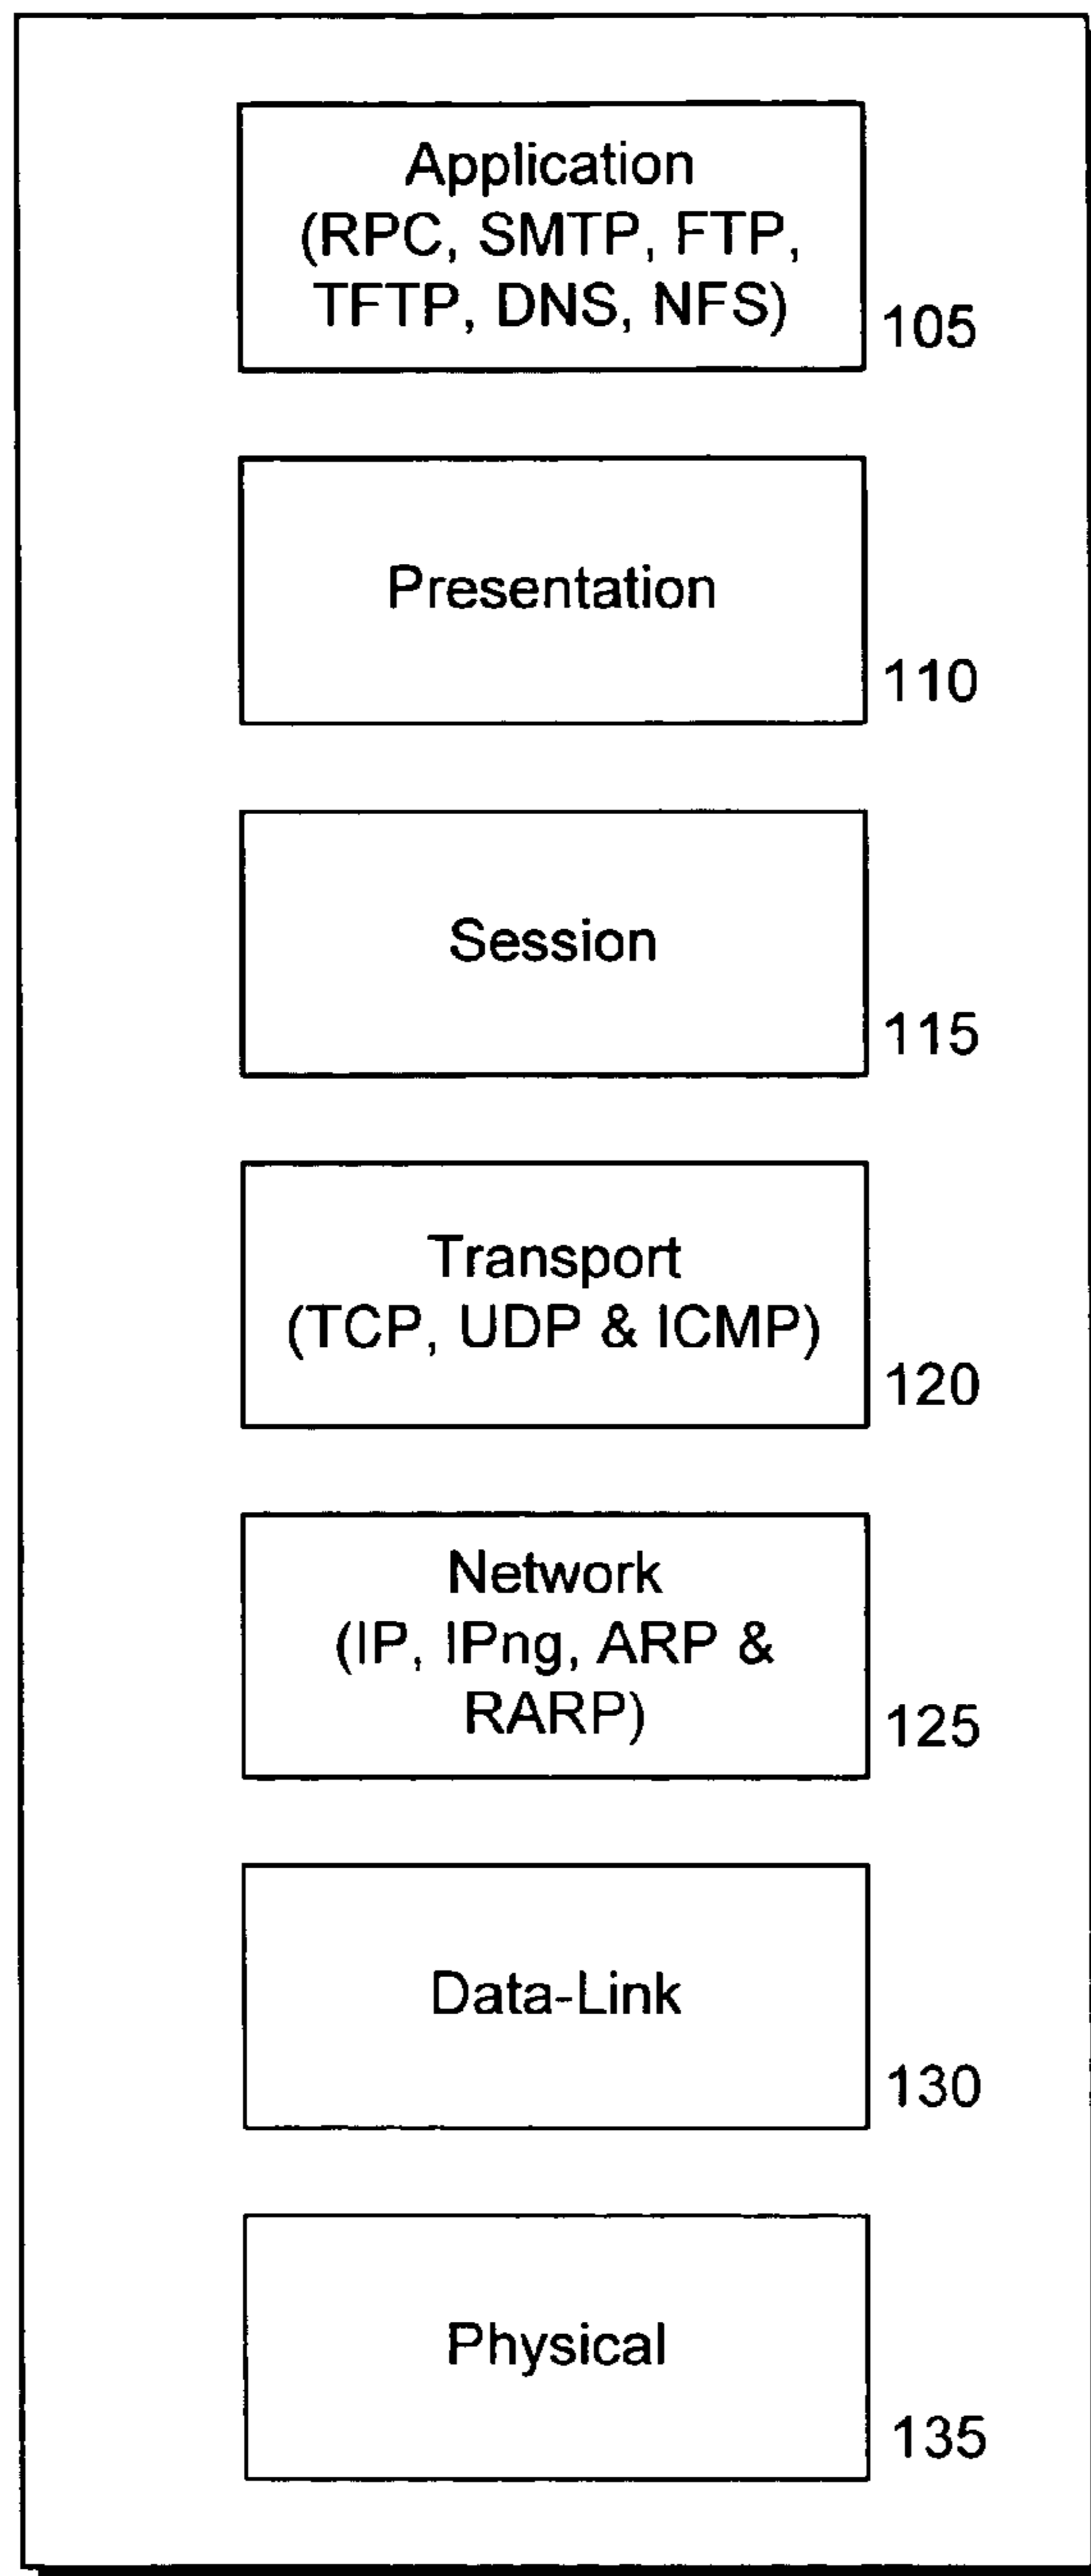 Application
(RPC, SMTP, FTP,
TFTP, DNS, NFS)
105
Presentation
110
Session
115
Transport
(TCP, UDP & ICMP)
120
Network
(IP, IPng, ARP &
RARP)
125
Data-Link
130
Physical
135